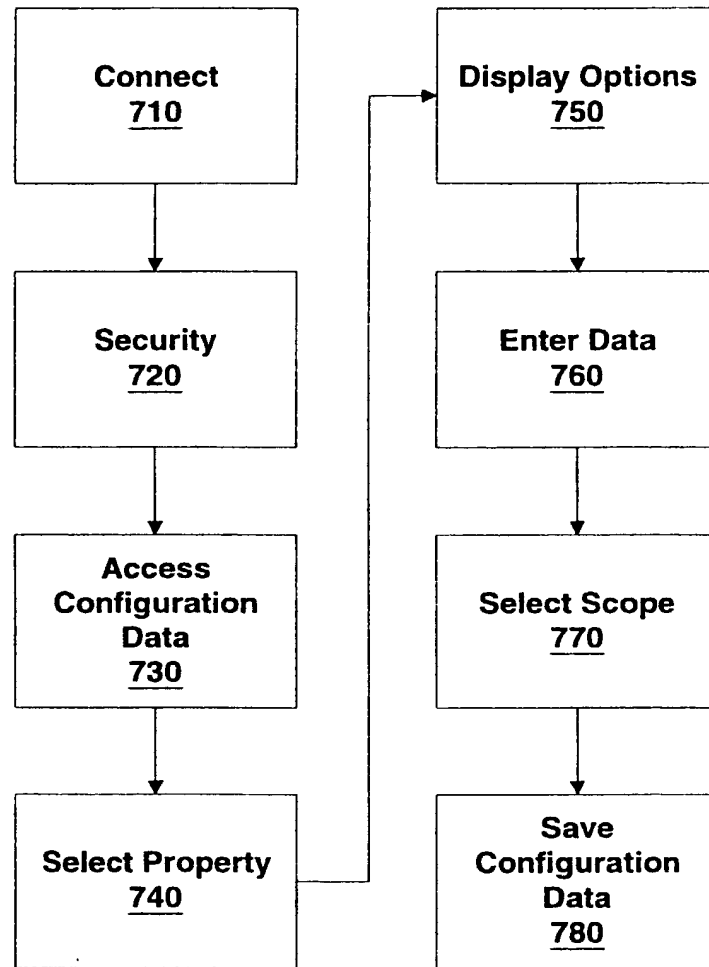 Connect
710
Security
720
Access
Configuration
Data
730
Select Property
740
Display Options
750
Enter Data
760
Select Scope
770
Save
Configuration
Data
780